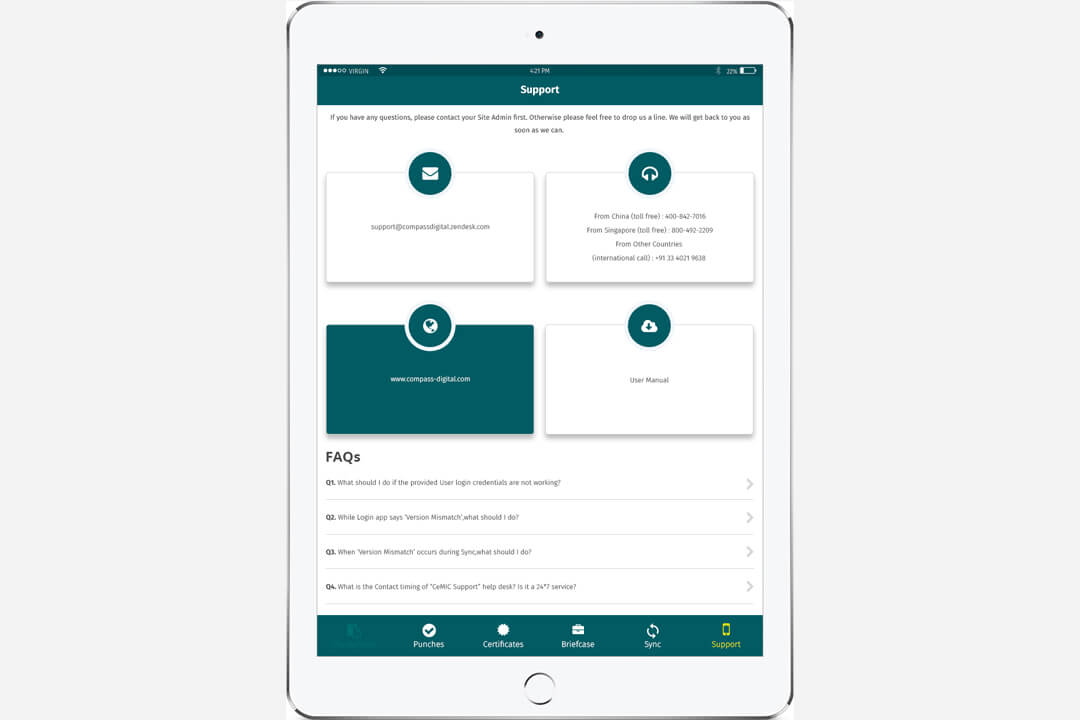 VIRGIN
4:21 PM
22%
Support
If you have any questions, please contact your Site Admin first. Otherwise please feel free to drop us a line. We will get back to you as
soon as we can.
support@compassdigital.zendesk.com
From China (toll free) : 400-842-7016
From Singapore (toll free) : 800-492-2209
From Other Countries
(international call) : +91 33 4021 9638
www.compass-digital.com
User Manual
FAQs
Q1. What should I do if the provided User login credentials are not working?
Q2. While Login app says 'Version Mismatch',what should I do?
Q3. When 'Version Mismatch' occurs during Sync,what should I do?
Q4. What is the Contact timing of "CeMIC Support" help desk? Is it a 24*7 service?
Punches
Certificates
Briefcase
Sync
Support